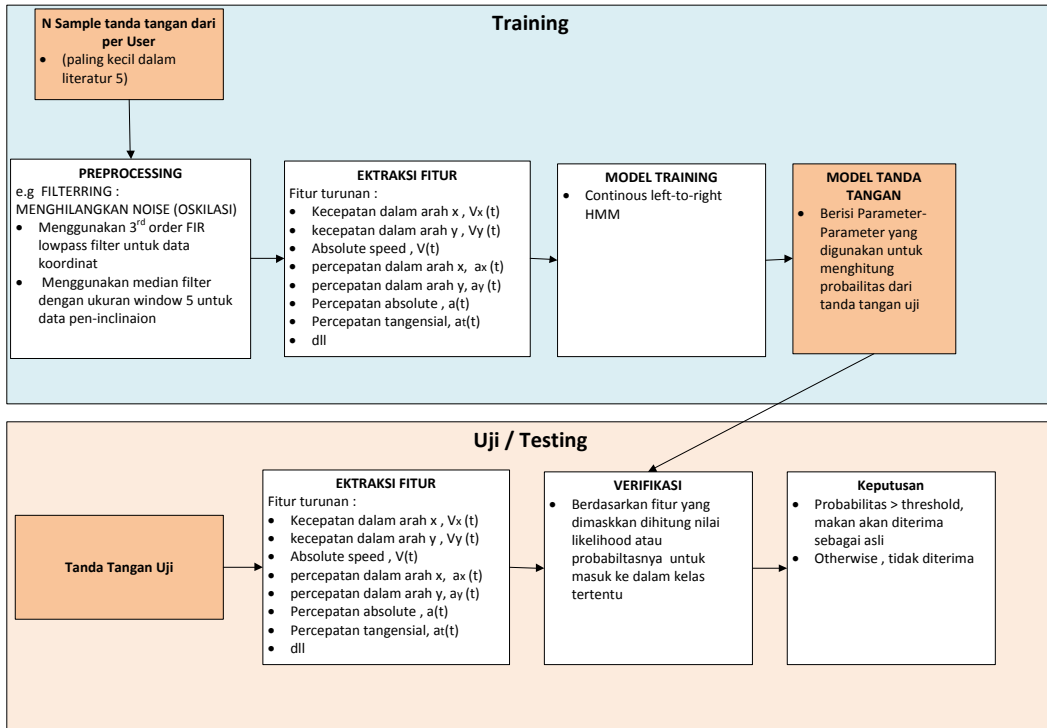 Training
N Sample tanda tangan dari
per User
• (paling kecil dalam
literatur 5)
PREPROCESSING
e.g FILTERRING :
MENGHILANGKAN NOISE (OSKILASI)
• Menggunakan 3rd order FIR
lowpass filter untuk data
koordinat
• Menggunakan median filter
dengan ukuran window 5 untuk
data pen-inclinaion
EKTRAKSI FITUR
Fitur turunan :
• Kecepatan dalam arah x , Vx (t)
• kecepatan dalam arah y , Vy (t)
• Absolute speed , V(t)
• percepatan dalam arah x, ax (t)
• percepatan dalam arah y, ay (t)
• Percepatan absolute , a(t)
• Percepatan tangensial, at(t)
• dll
MODEL TRAINING
• Continous left-to-right
HMM
MODEL TANDA
TANGAN
• Berisi Parameter-
Parameter yang
digunakan untuk
menghitung
probailitas dari
tanda tangan uji
Uji / Testing
Tanda Tangan Uji
EKTRAKSI FITUR
Fitur turunan :
• Kecepatan dalam arah x , Vx (t)
• kecepatan dalam arah y , Vy (t)
• Absolute speed , V(t)
• percepatan dalam arah x, ax (t)
• percepatan dalam arah y, ay (t)
• Percepatan absolute , a(t)
• Percepatan tangensial, at(t)
• dll
VERIFIKASI
• Berdasarkan fitur yang
dimaskkan dihitung nilai
likelihood atau
probabiltasnya untuk
masuk ke dalam kelas
tertentu
Keputusan
• Probabilitas > threshold,
makan akan diterima
sebagai asli
• Otherwise , tidak diterima